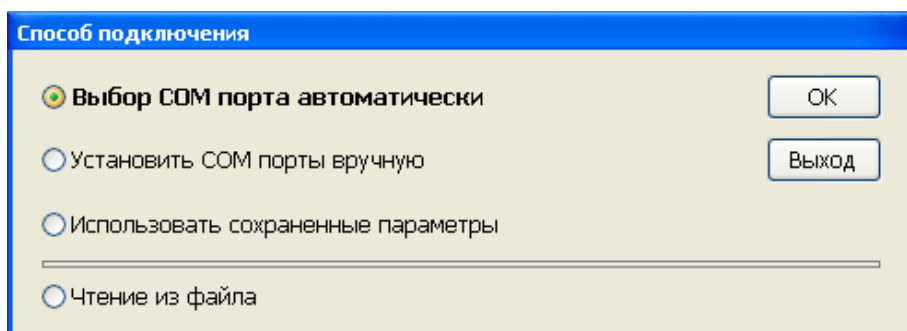 Способ подключения
Выбор COM порта автоматически
OK
Установить COM порты вручную
Выход
Использовать сохраненные параметры
Чтение из файла